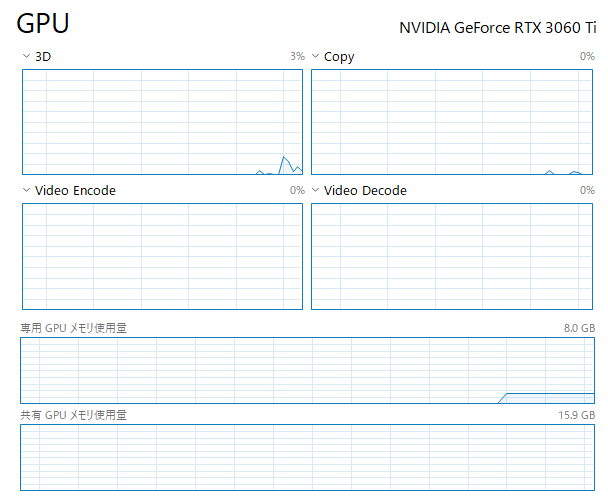 GPU NVIDIA GeForce RTX 3060 Ti
3D 3% Copy 0%
Video Encode 0% Video Decode 0%
専用 GPU メモリ使用量 8.0 GB
共有 GPU メモリ使用量 15.9 GB